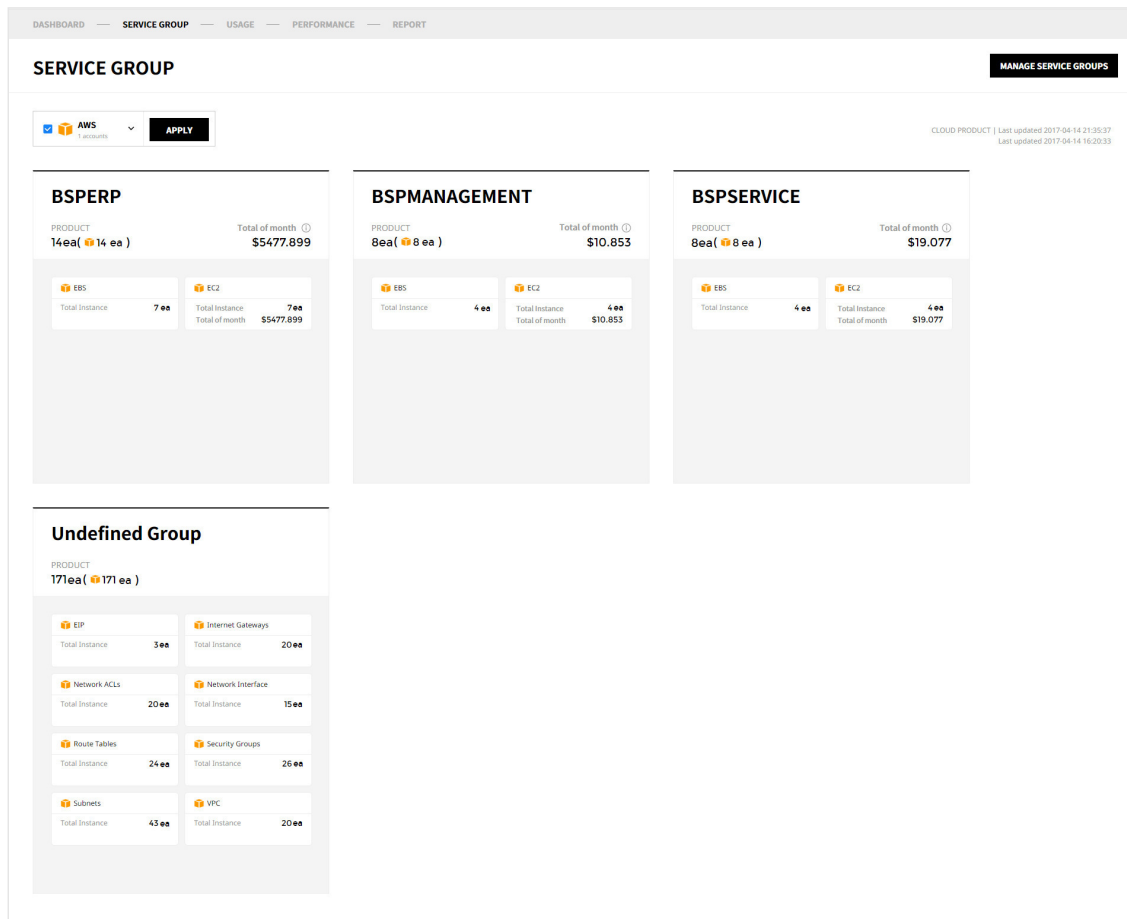 DASHBOARD — SERVICE GROUP — USAGE — PERFORMANCE — REPORT
SERVICE GROUP
MANAGE SERVICE GROUPS
AWS
1 accounts
APPLY
CLOUD PRODUCT | Last updated 2017-04-14 21:35:37
Last updated 2017-04-14 16:20:33
BSPERP
PRODUCT Total of month
14ea( 14 ea ) $5477.899
EBS
Total Instance 7 ea
EC2
Total Instance 7 ea
Total of month $5477.899
BSPMANAGEMENT
PRODUCT Total of month
8ea( 8 ea ) $10.853
EBS
Total Instance 4 ea
EC2
Total Instance 4 ea
Total of month $10.853
BSPSERVICE
PRODUCT Total of month
8ea( 8 ea ) $19.077
EBS
Total Instance 4 ea
EC2
Total Instance 4 ea
Total of month $19.077
Undefined Group
PRODUCT
171ea( 171 ea )
EIP
Total Instance 3 ea
Internet Gateways
Total Instance 20 ea
Network ACLs
Total Instance 20 ea
Network Interface
Total Instance 15 ea
Route Tables
Total Instance 24 ea
Security Groups
Total Instance 26 ea
Subnets
Total Instance 43 ea
VPC
Total Instance 20 ea